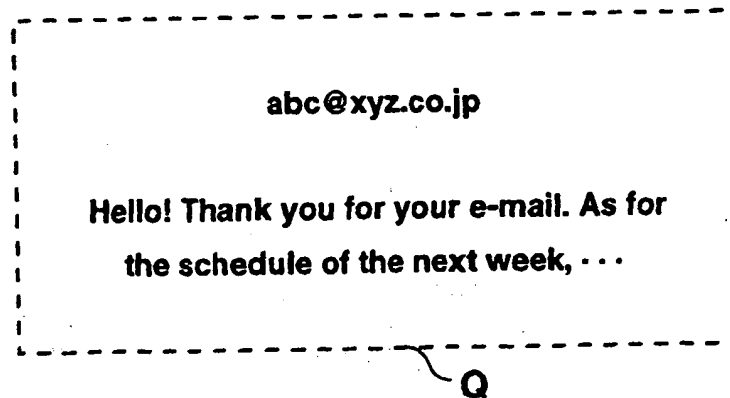 abc@xyz.co.jp
Hello! Thank you for your e-mail. As for
the schedule of the next week, · · ·
Q